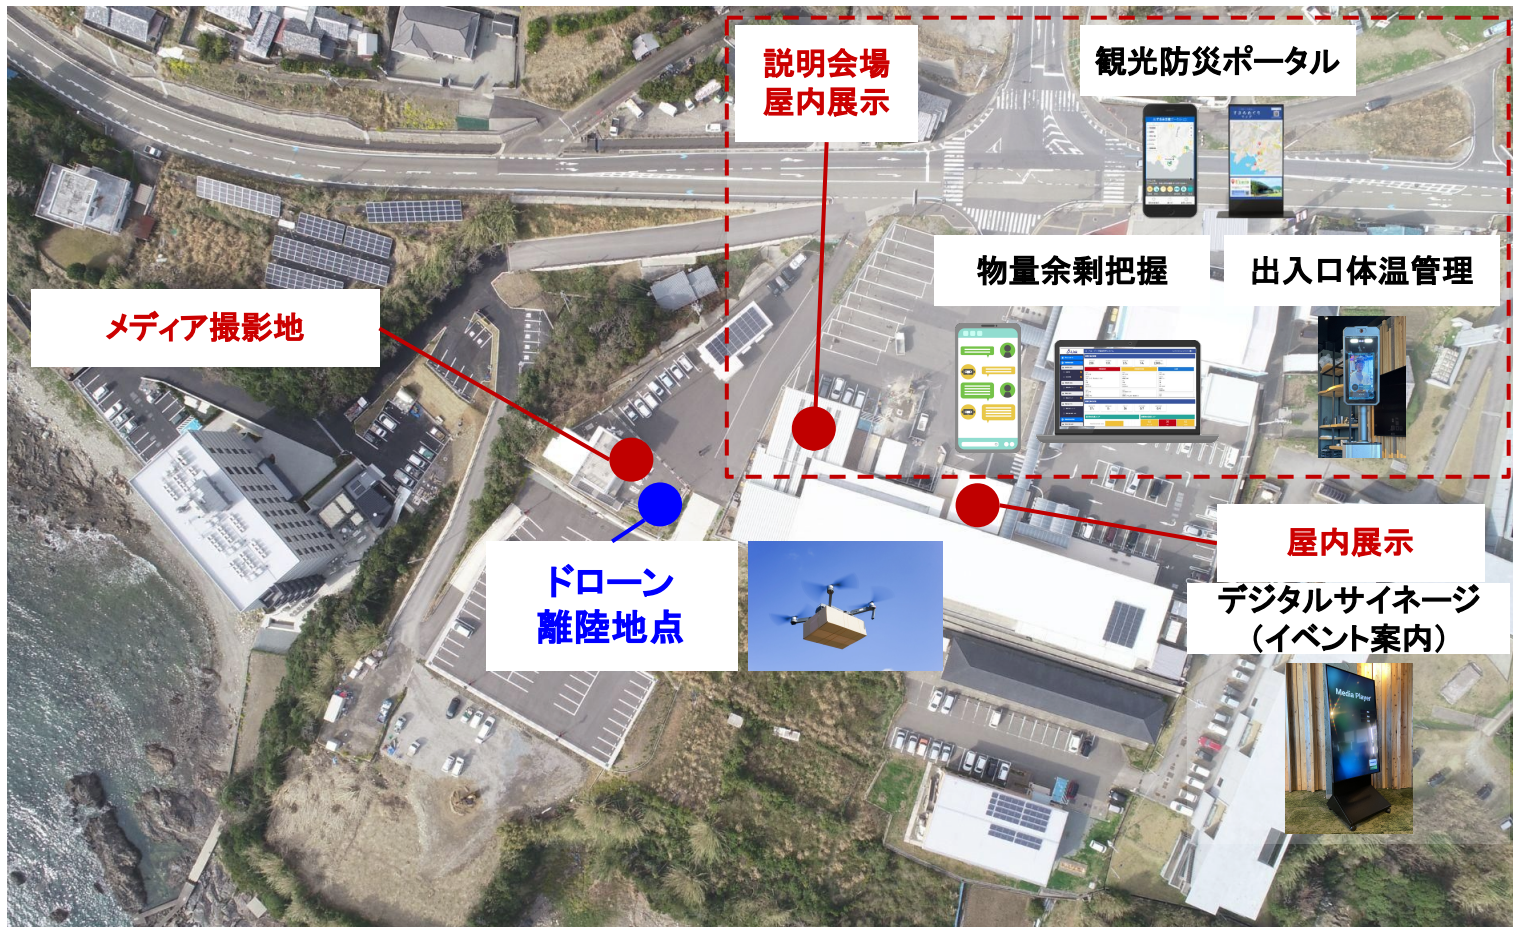 説明会場
屋内展示
観光防災ポータル
物量余剰把握
出入口体温管理
メディア撮影地
ドローン
離陸地点
屋内展示
デジタルサイネージ
（イベント案内）
Media Player